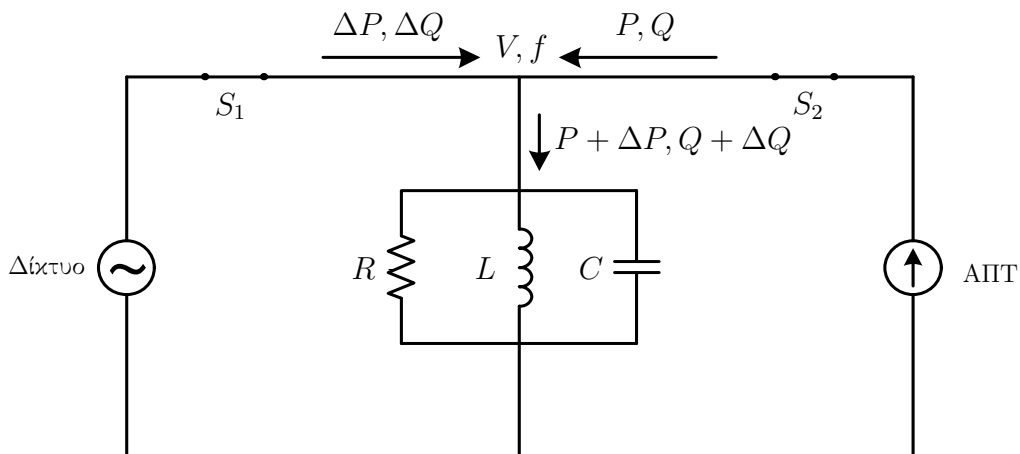 ΔP, ΔQ
V, f
P, Q
S₁
S₂
P + ΔP, Q + ΔQ
Δίκτυο
R
L
C
ΑΠΤ